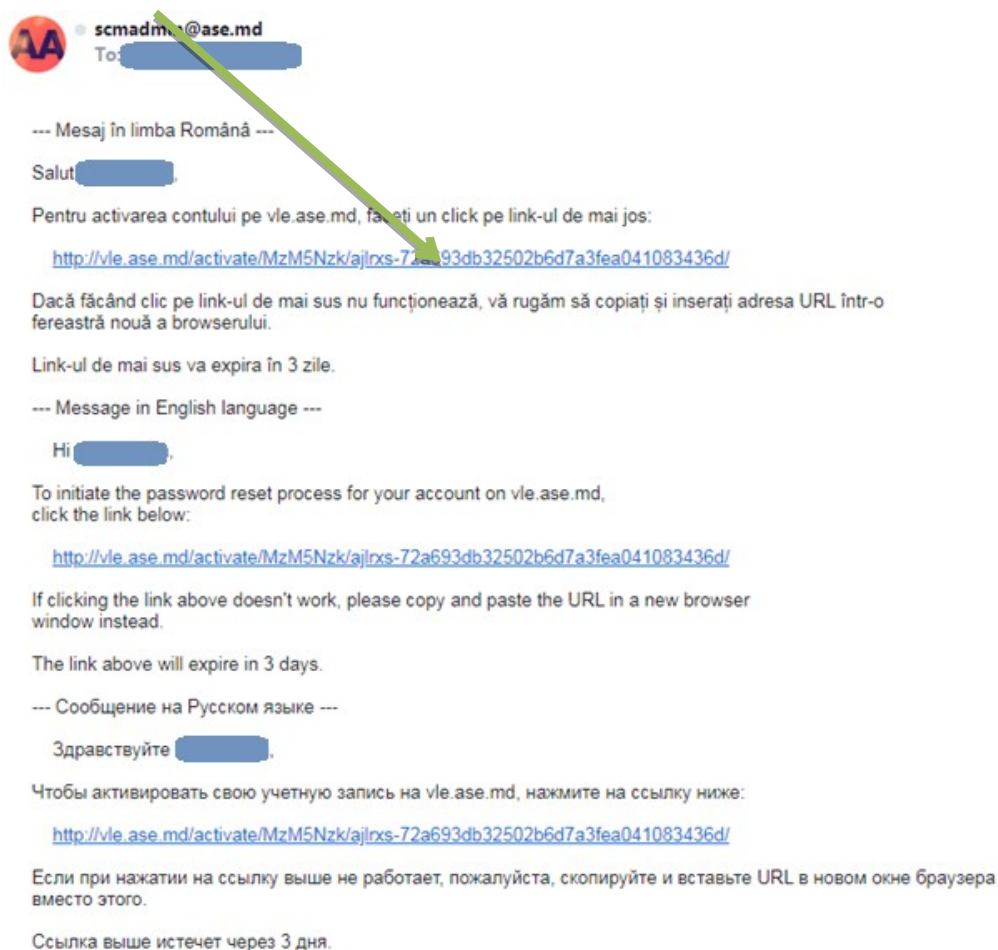 AA
scmadmin@ase.md
To:
--- Mesaj în limba Română ---
Salut ,
Pentru activarea contului pe vle.ase.md, faceți un click pe link-ul de mai jos:
http://vle.ase.md/activate/MzM5Nzk/ajlrxs-72a693db32502b6d7a3fea041083436d/
Dacă făcând clic pe link-ul de mai sus nu funcționează, vă rugăm să copiați și inserați adresa URL într-o
fereastră nouă a browserului.
Link-ul de mai sus va expira în 3 zile.
--- Message in English language ---
Hi ,
To initiate the password reset process for your account on vle.ase.md,
click the link below:
http://vle.ase.md/activate/MzM5Nzk/ajlrxs-72a693db32502b6d7a3fea041083436d/
If clicking the link above doesn't work, please copy and paste the URL in a new browser
window instead.
The link above will expire in 3 days.
--- Сообщение на Русском языке ---
Здравствуйте ,
Чтобы активировать свою учетную запись на vle.ase.md, нажмите на ссылку ниже:
http://vle.ase.md/activate/MzM5Nzk/ajlrxs-72a693db32502b6d7a3fea041083436d/
Если при нажатии на ссылку выше не работает, пожалуйста, скопируйте и вставьте URL в новом окне браузера
вместо этого.
Ссылка выше истечет через 3 дня.